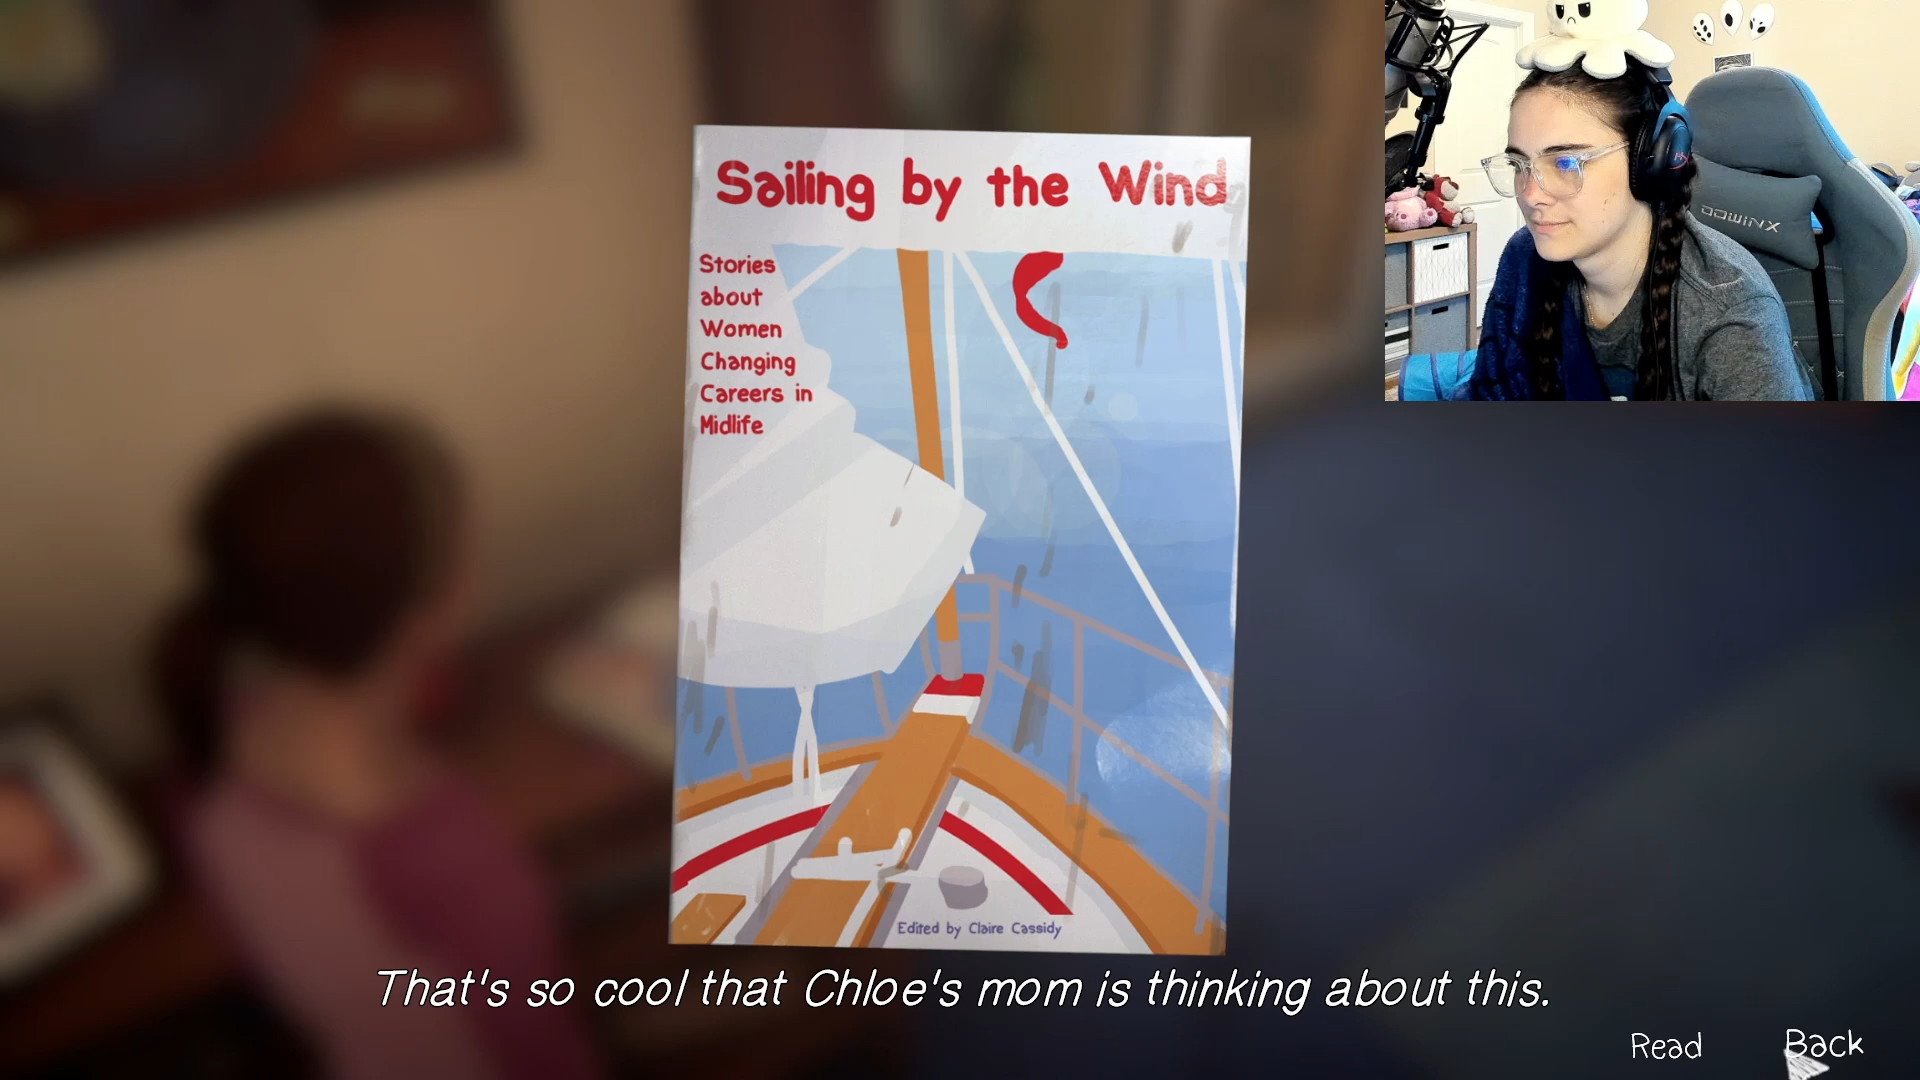 Sailing by the Wind
Stories
about
Women
Changing
Careers in
Midlife
Edited by Claire Cassidy
That's so cool that Chloe's mom is thinking about this.
Read
Back
DOWINX